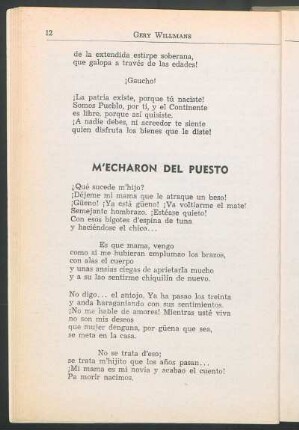 12
GERT WILLMANS
de la extendida estirpe soberana,
que galopa a través de las edades!
¡Gaucho!
¡La patria existe, porque tú naciste!
Somos Pueblo, por ti, y el Continente
es libre, porque así quisiste.
¡A nadie debes, ni acreedor te siente
quien disfruta los bienes que la diste!
M'ECHARON DEL PUESTO
¿Qué sucede m'hijo?
¡Déjeme mi mama que le atraque un beso!
¡Güeno! ¡Ya está güeno! ¡Va voltiarme el mate!
Semejante hombrazo. ¡Estése quieto!
Con esos bigotes d'espina de tuna
y haciéndose el chico...
Es que mama, vengo
como si me hubieran emplumao los brazos,
con alas el cuerpo
y unas ansias ciegas de apretarla mucho
y a su lao sentirme chiquilín de nuevo.
No digo... el antojo. Ya ha pasao los treinta
y anda haraganiando con sus sentimientos.
¡No me hable de amores! Mientras usté viva
no son mis deseos
que mujer denguna, por güena que sea,
se meta en la casa.
No se trata d'eso;
se trata m'hijito que los años pasan...
¡Mi mama es mi novia y acabao el cuento!
Pa morir nacimos.